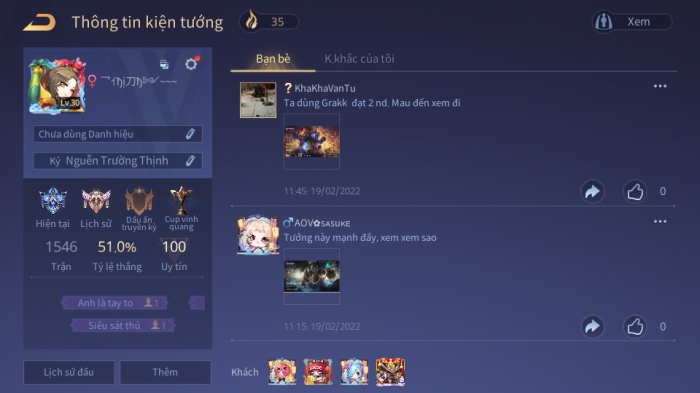 Thông tin kiện tướng
35
Xem
Bạn bè
K.khắc của tôi
Lv.30
Chưa dùng Danh hiệu
Ký Nguễn Trường Thịnh
Hiện tại
Lịch sử
Dấu ấn truyền kỳ
Cup vinh quang
1546
51.0%
100
Trận
Tỷ lệ thắng
Uy tín
Anh là tay to 1
Siêu sát thủ 1
Lịch sử đấu
Thêm
❓KhaKhaVanTu
Ta dùng Grakk đạt 2 nd. Mau đến xem đi
11:45: 19/02/2022
0
♂AOV✿SASUKE
Tướng này mạnh đấy, xem xem sao
11:15: 19/02/2022
0
Khách